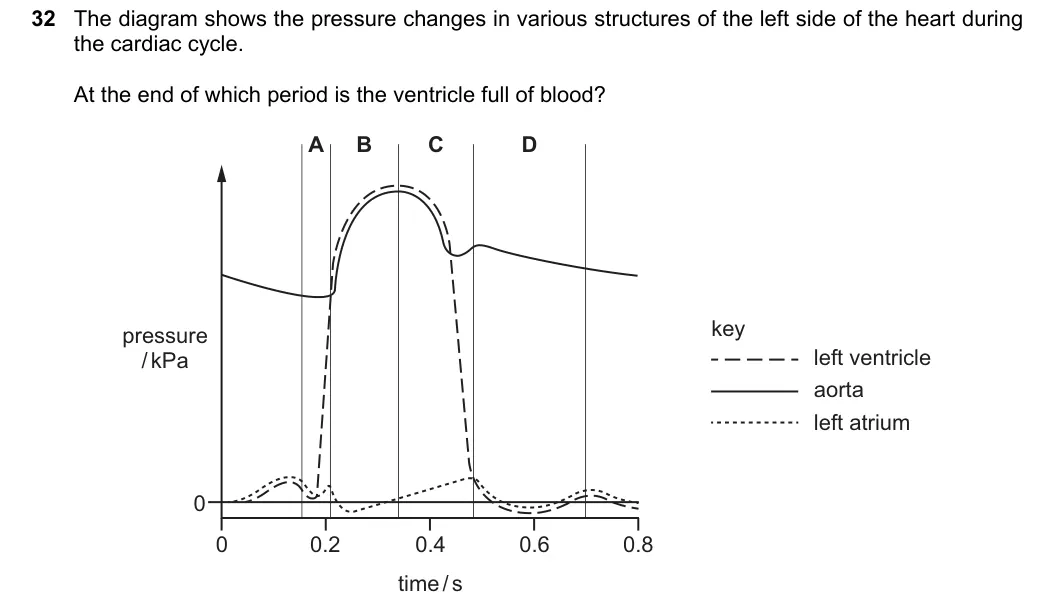 32 The diagram shows the pressure changes in various structures of the left side of the heart during
the cardiac cycle.
At the end of which period is the ventricle full of blood?
A B C D
pressure
/ kPa
0
0 0.2 0.4 0.6 0.8
time / s
key
left ventricle
aorta
left atrium